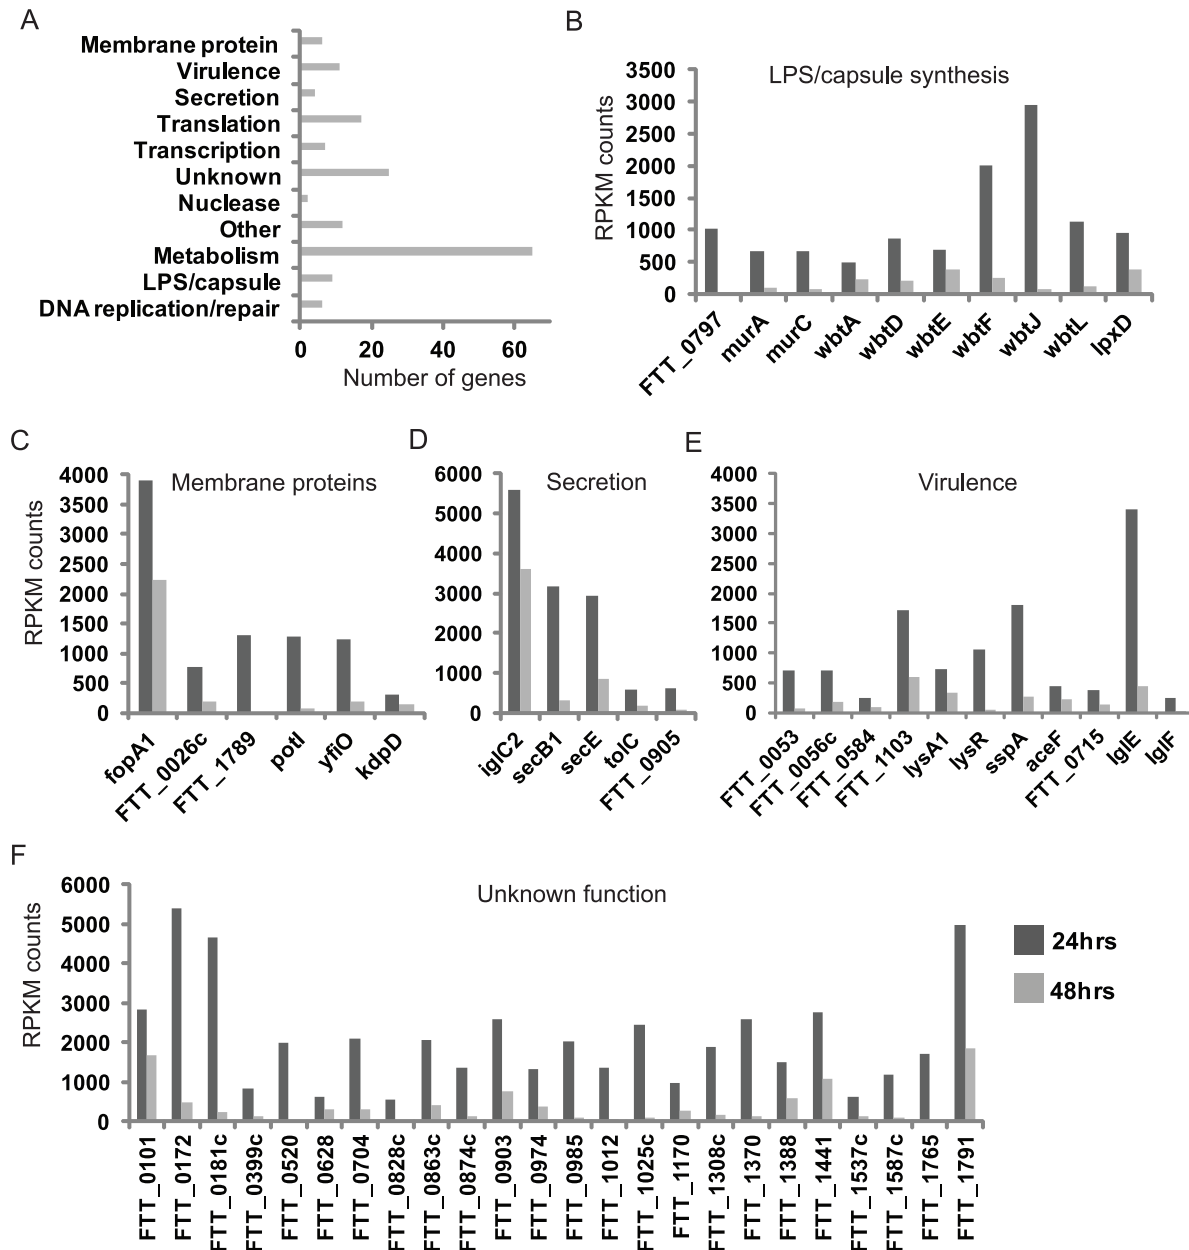 A
Membrane protein
Virulence
Secretion
Translation
Transcription
Unknown
Nuclease
Other
Metabolism
LPS/capsule
DNA replication/repair
0 20 40 60
Number of genes
B
LPS/capsule synthesis
RPKM counts
3500
3000
2500
2000
1500
1000
500
0
FTT_0797 murA murC wbtA wbtD wbtE wbtF wbtJ wbtL lpxD
C
Membrane proteins
RPKM counts
4000
3500
3000
2500
2000
1500
1000
500
0
fopA1 FTT_0026c FTT_1789 potI yfiO kdpD
D
Secretion
6000
5000
4000
3000
2000
1000
0
iglC2 secB1 secE tolC FTT_0905
E
Virulence
4000
3500
3000
2500
2000
1500
1000
500
0
FTT_0053 FTT_0056c FTT_0584 FTT_1103 lysA1 lysR sspA aceF FTT_0715 IglE IglF
F
Unknown function
RPKM counts
6000
5000
4000
3000
2000
1000
0
FTT_0101 FTT_0172 FTT_0181c FTT_0399c FTT_0520 FTT_0628 FTT_0704 FTT_0828c FTT_0863c FTT_0874c FTT_0903 FTT_0974 FTT_0985 FTT_1012 FTT_1025c FTT_1170 FTT_1308c FTT_1370 FTT_1388 FTT_1441 FTT_1537c FTT_1587c FTT_1765 FTT_1791
24hrs
48hrs